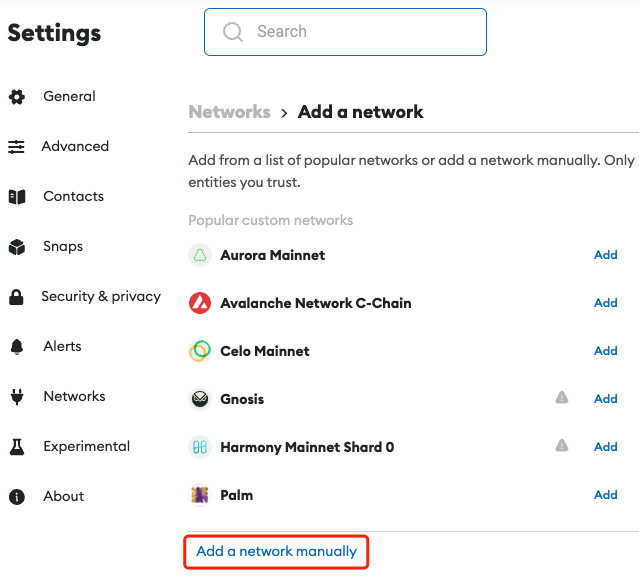 Settings
Search
General
Advanced
Contacts
Snaps
Security & privacy
Alerts
Networks
Experimental
About
Networks > Add a network
Add from a list of popular networks or add a network manually. Only
entities you trust.
Popular custom networks
Aurora Mainnet Add
Avalanche Network C-Chain Add
Celo Mainnet Add
Gnosis Add
Harmony Mainnet Shard 0 Add
Palm Add
Add a network manually